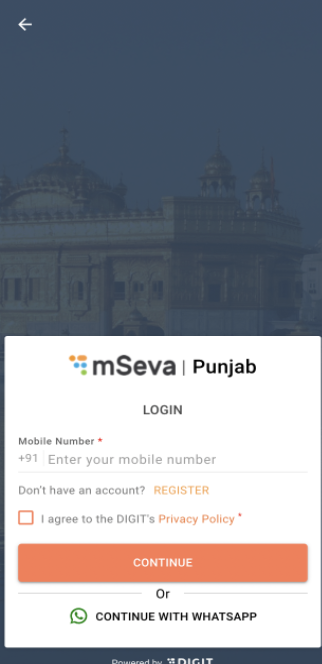 mSeva | Punjab
LOGIN
Mobile Number *
+91 Enter your mobile number
Don't have an account? REGISTER
I agree to the DIGIT's Privacy Policy *
CONTINUE
Or
CONTINUE WITH WHATSAPP
Powered by DIGIT